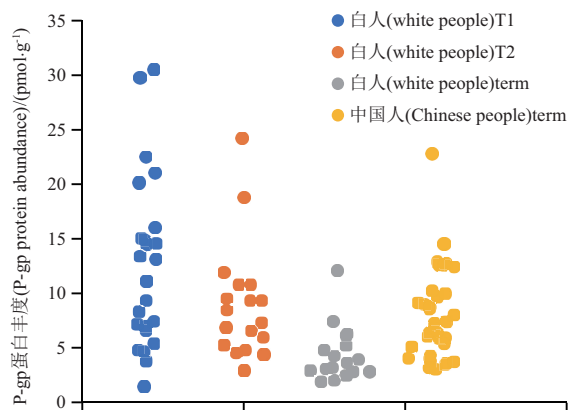 P-gp蛋白丰度(P-gp protein abundance)/(pmol·g⁻¹)
35
30
25
20
15
10
5
0
白人(white people)T1
白人(white people)T2
白人(white people)term
中国人(Chinese people)term